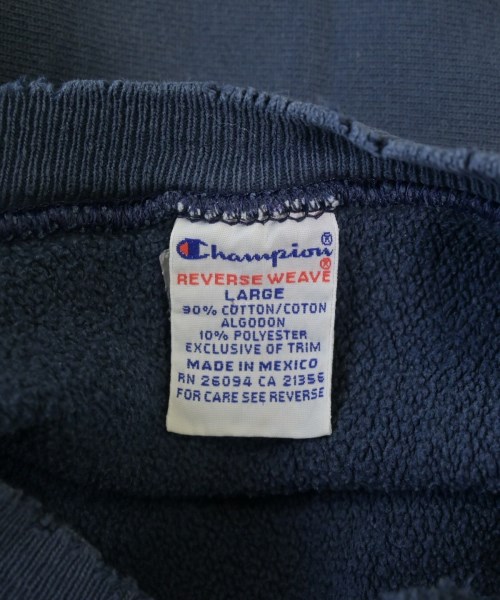 Champion®
REVERSE WEAVE®
LARGE
90% COTTON/COTON
ALGODON
10% POLYESTER
EXCLUSIVE OF TRIM
MADE IN MEXICO
RN 26094 CA 21356
FOR CARE SEE REVERSE